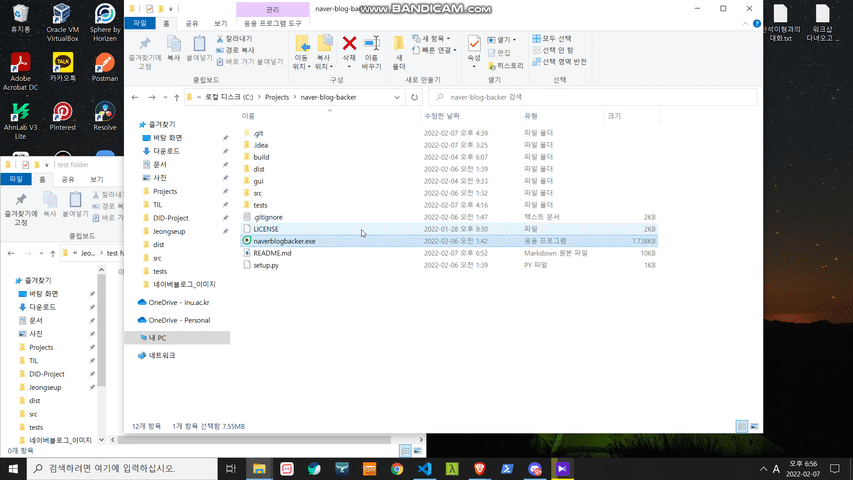 www.BANDICAM.com
휴지통
Oracle VM VirtualBox
Sphere by Horizen
Adobe Acrobat DC
카카오톡
Postman
AhnLab V3 Lite
Pinterest
Resolve
관리
naver-blog-backer
파일
홈
공유
보기
응용 프로그램 도구
즐겨찾기에 고정
복사
붙여넣기
잘라내기
경로 복사
바로 가기 붙여넣기
클립보드
이동 위치
복사 위치
삭제
이름 바꾸기
구성
새 폴더
새 항목
빠른 연결
새로 만들기
속성
열기
편집
히스토리
열기
모두 선택
선택 안 함
선택 영역 반전
선택
« 로컬 디스크 (C:) > Projects > naver-blog-backer
naver-blog-backer 검색
즐겨찾기
바탕 화면
다운로드
문서
사진
Projects
TIL
DID-Project
Jeongseup
dist
src
tests
네이버블로그_이미지
OneDrive - inu.ac.kr
OneDrive - Personal
내 PC
네트워크
이름 수정한 날짜 유형 크기
.git 2022-02-07 오후 4:39 파일 폴더
.idea 2022-02-07 오후 3:25 파일 폴더
build 2022-02-04 오후 6:07 파일 폴더
dist 2022-02-06 오전 1:39 파일 폴더
gui 2022-02-04 오후 9:33 파일 폴더
src 2022-02-06 오전 1:32 파일 폴더
tests 2022-02-07 오후 4:16 파일 폴더
.gitignore 2022-02-06 오전 1:47 텍스트 문서 2KB
LICENSE 2022-01-28 오후 9:30 파일 2KB
naverblogbacker.exe 2022-02-06 오전 1:42 응용 프로그램 7,738KB
README.md 2022-02-07 오후 6:52 Markdown 원본 파일 10KB
setup.py 2022-02-06 오전 1:39 PY 파일 1KB
12개 항목 1개 항목 선택함 7.55MB
test folder
파일
홈
공유
보기
즐겨찾기에 고정
복사
붙여넣기
클립보드
« Jeo... > test fo
즐겨찾기
바탕 화면
다운로드
문서
사진
Projects
TIL
DID-Project
Jeongseup
dist
src
tests
네이버블로그_이미지
0개 항목
대화.txt
워크샵
다녀오고 ...
검색하려면 여기에 입력하십시오.
A
오후 6:56
2022-02-07